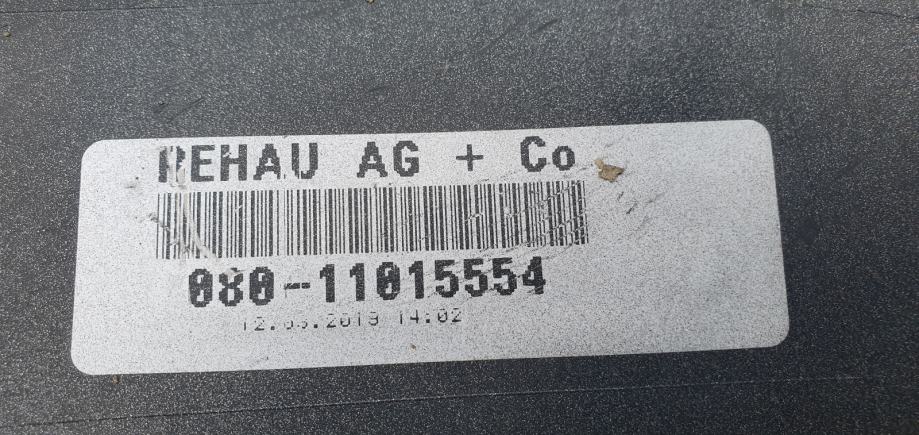 REHAU AG + Co
080-11015554
14:02